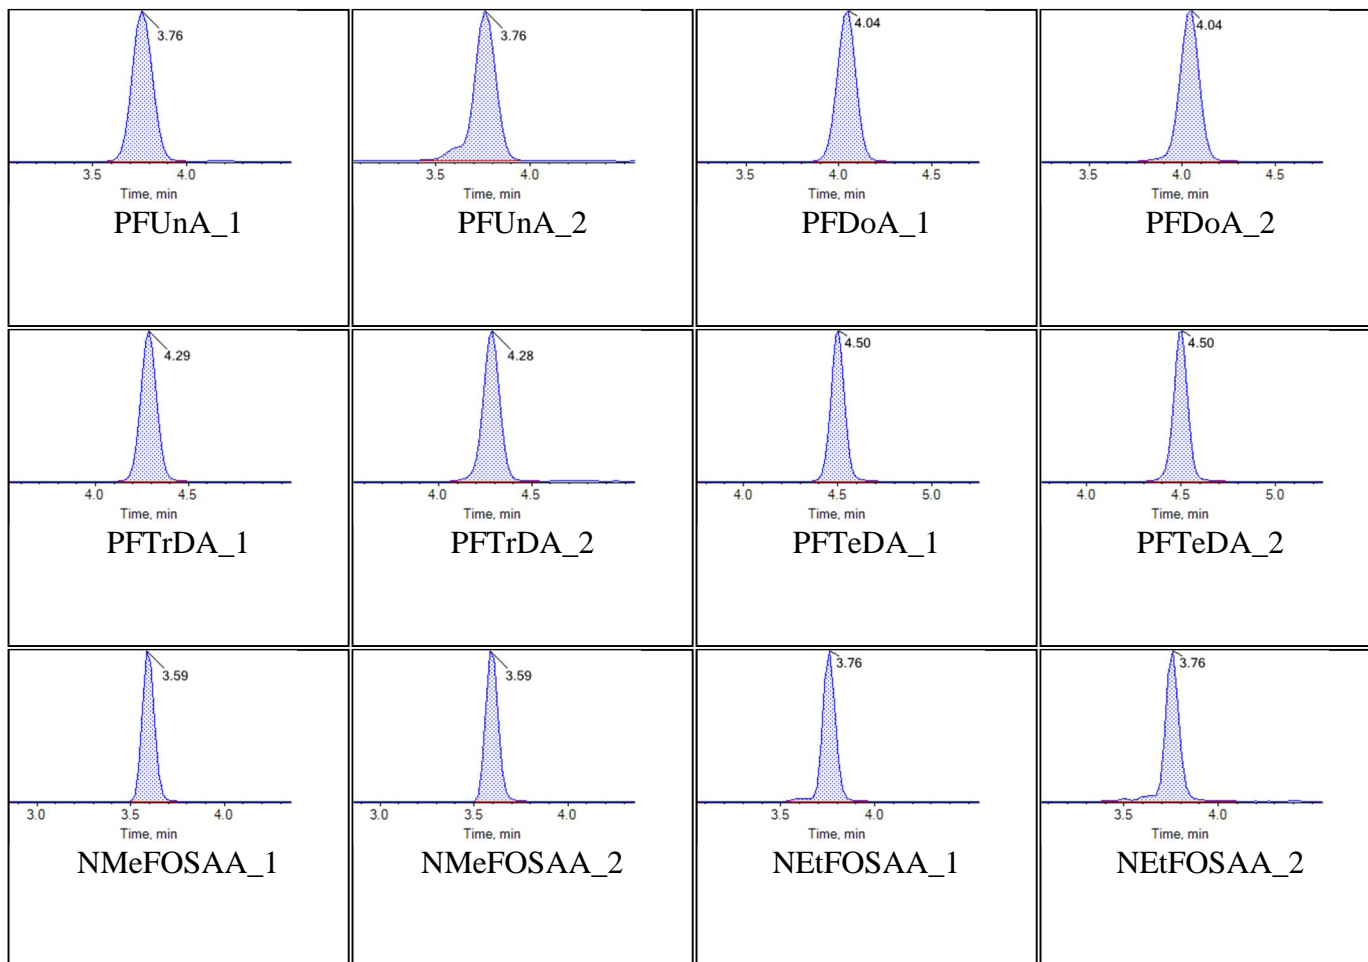 3.76
3.5 4.0
Time, min
PFUnA_1
3.76
3.5 4.0
Time, min
PFUnA_2
4.04
3.5 4.0 4.5
Time, min
PFDoA_1
4.04
3.5 4.0 4.5
Time, min
PFDoA_2
4.29
4.0 4.5
Time, min
PFTrDA_1
4.28
4.0 4.5
Time, min
PFTrDA_2
4.50
4.0 4.5 5.0
Time, min
PFTeDA_1
4.50
4.0 4.5 5.0
Time, min
PFTeDA_2
3.59
3.0 3.5 4.0
Time, min
NMeFOSAA_1
3.59
3.0 3.5 4.0
Time, min
NMeFOSAA_2
3.76
3.5 4.0
Time, min
NEtFOSAA_1
3.76
3.5 4.0
Time, min
NEtFOSAA_2